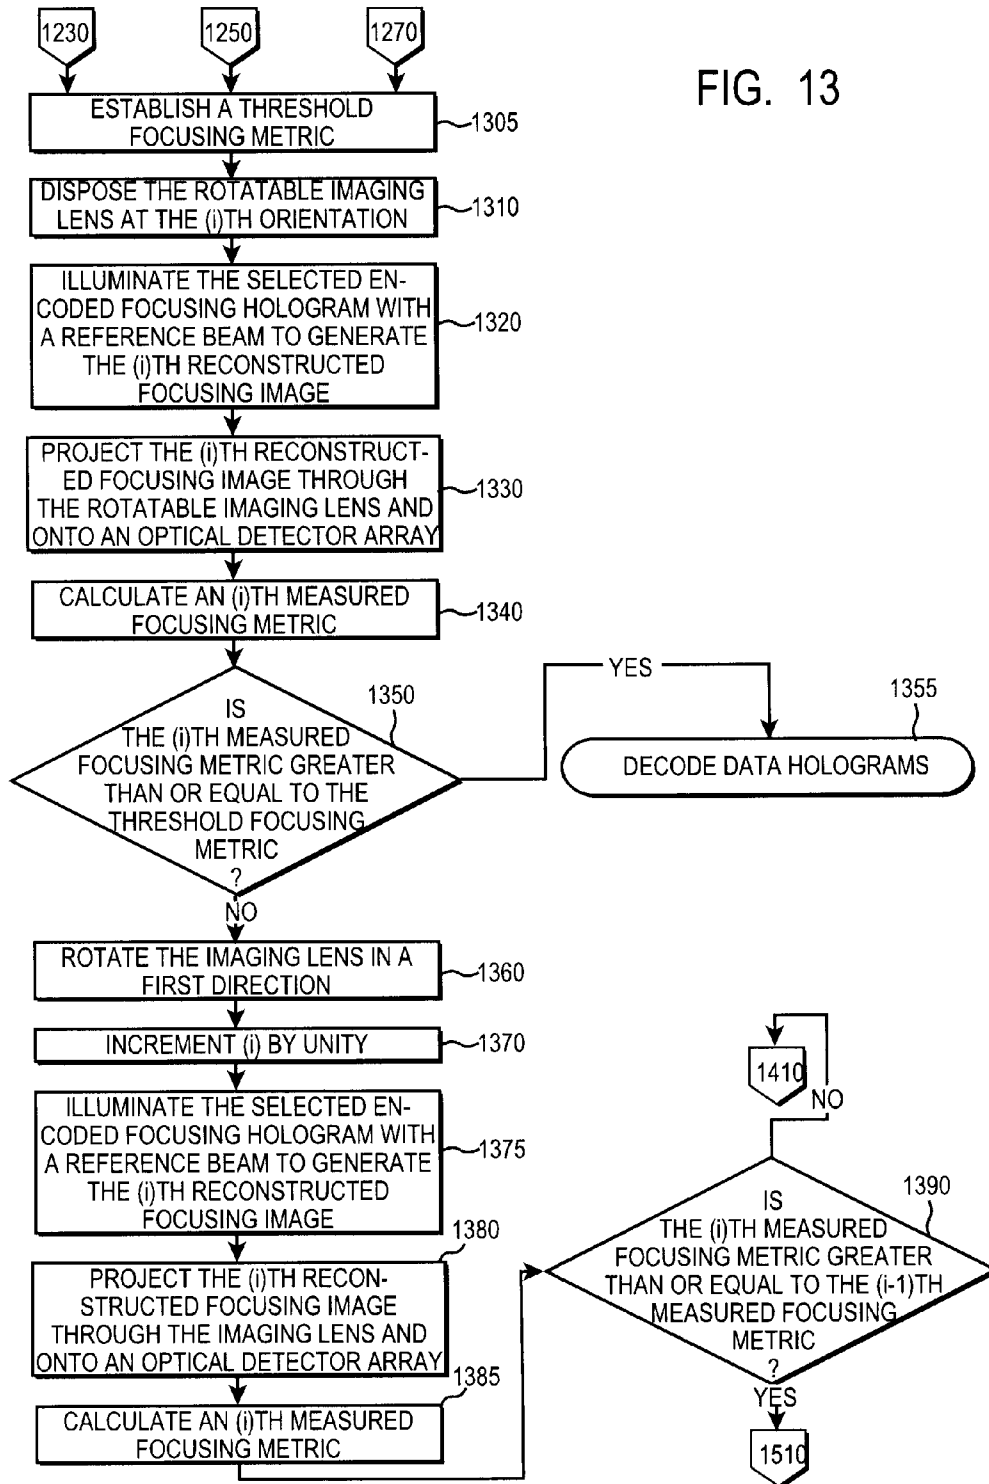 1230
1250
1270
FIG. 13
ESTABLISH A THRESHOLD
FOCUSING METRIC
1305
DISPOSE THE ROTATABLE IMAGING
LENS AT THE (i)TH ORIENTATION
1310
ILLUMINATE THE SELECTED EN-
CODED FOCUSING HOLOGRAM WITH
A REFERENCE BEAM TO GENERATE
THE (i)TH RECONSTRUCTED
FOCUSING IMAGE
1320
PROJECT THE (i)TH RECONSTRUCT-
ED FOCUSING IMAGE THROUGH
THE ROTATABLE IMAGING LENS AND
ONTO AN OPTICAL DETECTOR ARRAY
1330
CALCULATE AN (i)TH MEASURED
FOCUSING METRIC
1340
IS
THE (i)TH MEASURED
FOCUSING METRIC GREATER
THAN OR EQUAL TO THE
THRESHOLD FOCUSING
METRIC
?
1350
YES
DECODE DATA HOLOGRAMS
1355
NO
ROTATE THE IMAGING LENS IN A
FIRST DIRECTION
1360
INCREMENT (i) BY UNITY
1370
ILLUMINATE THE SELECTED EN-
CODED FOCUSING HOLOGRAM WITH
A REFERENCE BEAM TO GENERATE
THE (i)TH RECONSTRUCTED
FOCUSING IMAGE
1375
PROJECT THE (i)TH RECON-
STRUCTED FOCUSING IMAGE
THROUGH THE IMAGING LENS AND
ONTO AN OPTICAL DETECTOR ARRAY
1380
CALCULATE AN (i)TH MEASURED
FOCUSING METRIC
1385
IS
THE (i)TH MEASURED
FOCUSING METRIC GREATER
THAN OR EQUAL TO THE (i-1)TH
MEASURED FOCUSING
METRIC
?
1390
NO
1410
YES
1510